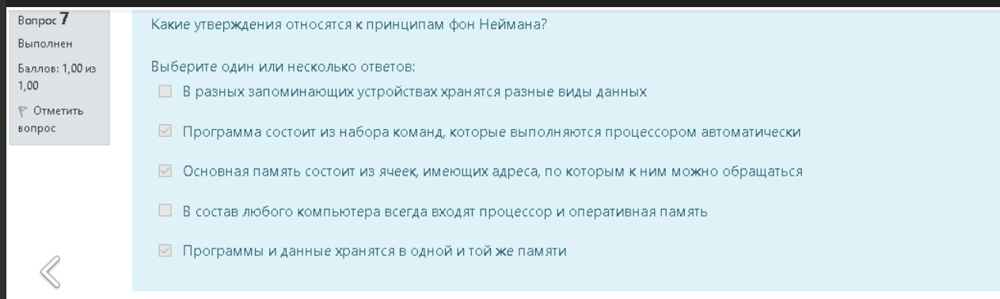 Вопрос 7
Выполнен
Баллов: 1,00 из
1,00
Отметить
вопрос
Какие утверждения относятся к принципам фон Неймана?
Выберите один или несколько ответов:
В разных запоминающих устройствах хранятся разные виды данных
Программа состоит из набора команд, которые выполняются процессором автоматически
Основная память состоит из ячеек, имеющих адреса, по которым к ним можно обращаться
В состав любого компьютера всегда входят процессор и оперативная память
Программы и данные хранятся в одной и той же памяти